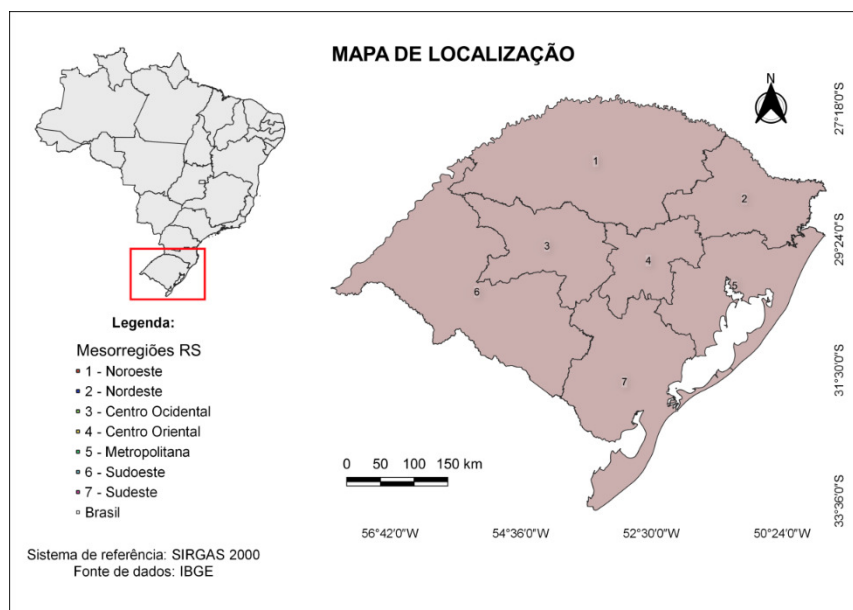 MAPA DE LOCALIZAÇÃO
N
1
2
3
4
5
6
7
27°18'0"S
29°24'0"S
31°30'0"S
33°36'0"S
0 50 100 150 km
56°42'0"W 54°36'0"W 52°30'0"W 50°24'0"W
Legenda:
Mesorregiões RS
1 - Noroeste
2 - Nordeste
3 - Centro Ocidental
4 - Centro Oriental
5 - Metropolitana
6 - Sudoeste
7 - Sudeste
Brasil
Sistema de referência: SIRGAS 2000
Fonte de dados: IBGE